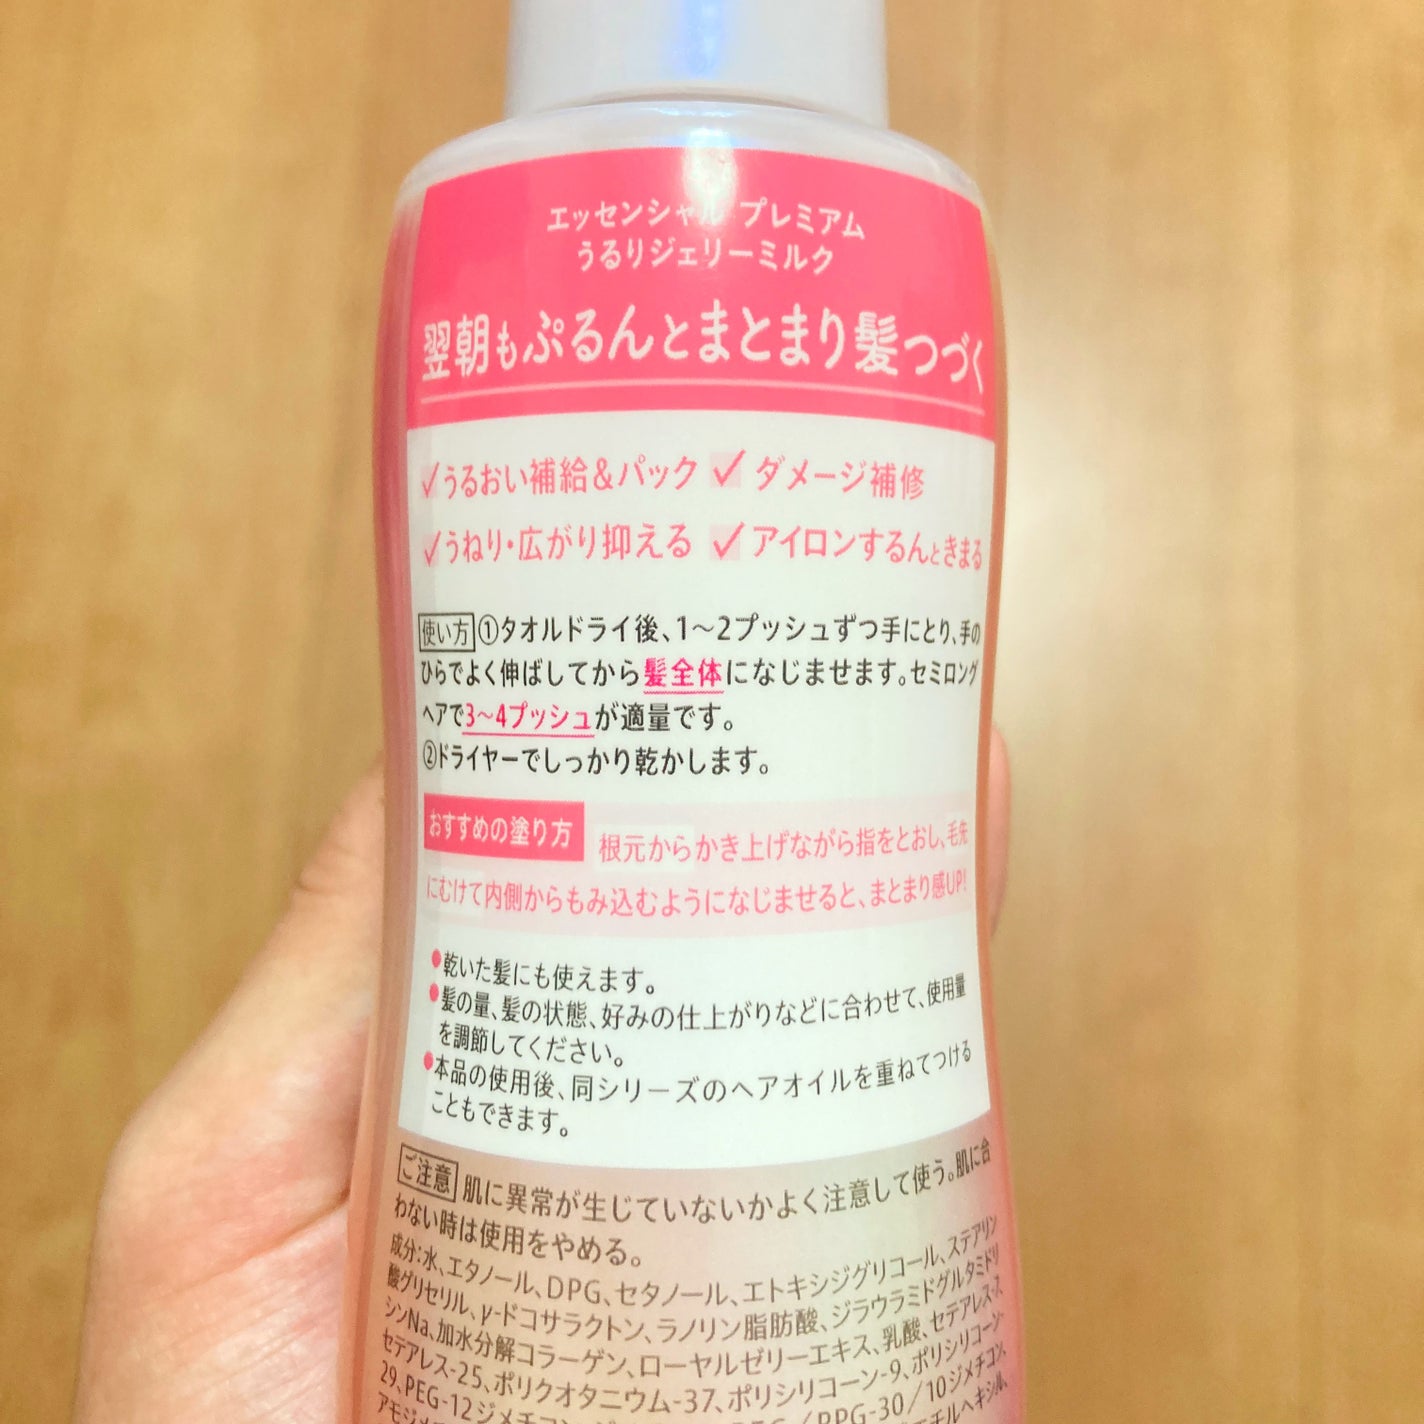 エッセンシャル プレミアム
うるりジェリーミルク
翌朝もぷるんとまとまり髪つづく
✓うるおい補給&パック ✓ダメージ補修
✓うねり・広がり抑える ✓アイロンするんときまる
使い方 ①タオルドライ後、1～2プッシュずつ手にとり、手の
ひらでよく伸ばしてから髪全体になじませます。セミロング
ヘアで3～4プッシュが適量です。
②ドライヤーでしっかり乾かします。
おすすめの塗り方 根元からかき上げながら指をとおし、毛先
にむけて内側からもみ込むようになじませると、まとまり感UP!
●乾いた髪にも使えます。
●髪の量、髪の状態、好みの仕上がりなどに合わせて、使用量
を調節してください。
●本品の使用後、同シリーズのヘアオイルを重ねてつける
こともできます。
ご注意 肌に異常が生じていないかよく注意して使う。肌に合
わない時は使用をやめる。
成分:水、エタノール、DPG、セタノール、エトキシジグリコール、ステアリン
酸グリセリル、γ-ドコサラクトン、ラノリン脂肪酸、ジラウラミドグルタミドリ
シンNa、加水分解コラーゲン、ローヤルゼリーエキス、乳酸、セテアレス-7、
セテアレス-25、ポリクオタニウム-37、ポリシリコーン-9、ポリシリコーン-
29、PEG-12ジメチコン、 PPG-30/10ジメチコン、
アモジメ チルヘキシル、